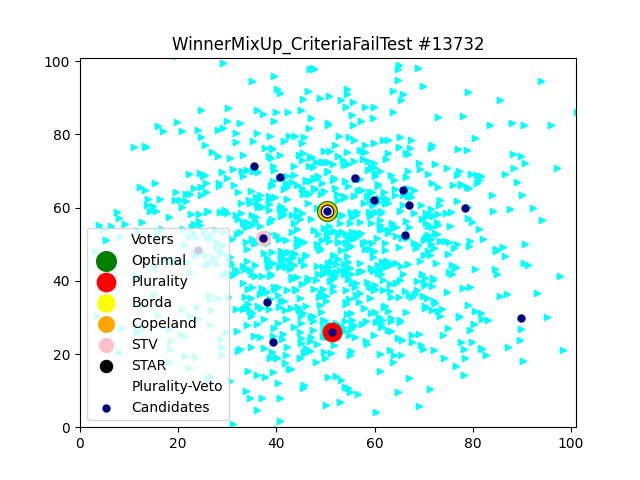 WinnerMixUp_CriteriaFailTest #13732
100
80
60
40
20
0
Voters
Optimal
Plurality
Borda
Copeland
STV
STAR
Plurality-Veto
Candidates
0 20 40 60 80 100